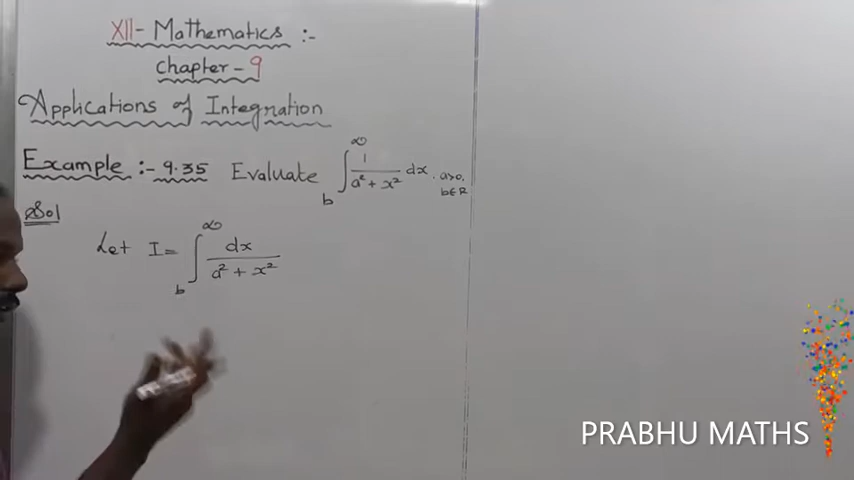 XII- Mathematics :-
Chapter - 9
Applications of Integration
Example :- 9.35 Evaluate ∫_b^∞ 1/(a² + x²) dx. a>0, b∈R
Sol
Let I = ∫_b^∞ dx/(a² + x²)
PRABHU MATHS